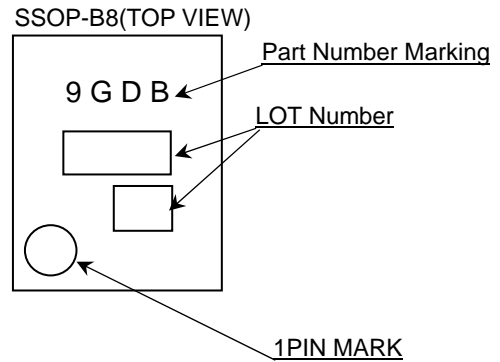 SSOP-B8(TOP VIEW)
Part Number Marking
9 G D B
LOT Number
1PIN MARK